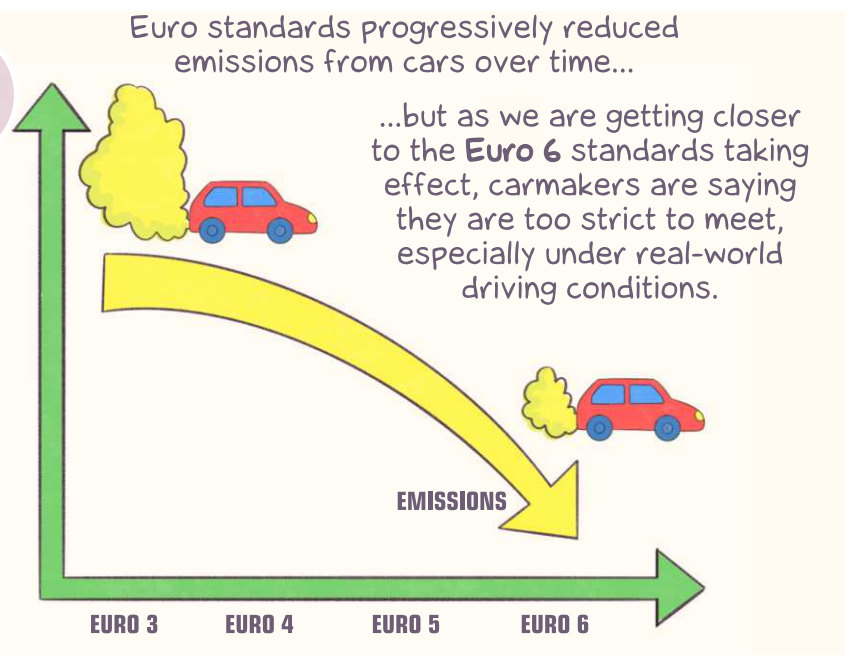 Euro standards progressively reduced
emissions from cars over time...
...but as we are getting closer
to the Euro 6 standards taking
effect, carmakers are saying
they are too strict to meet,
especially under real-world
driving conditions.
EMISSIONS
EURO 3 EURO 4 EURO 5 EURO 6